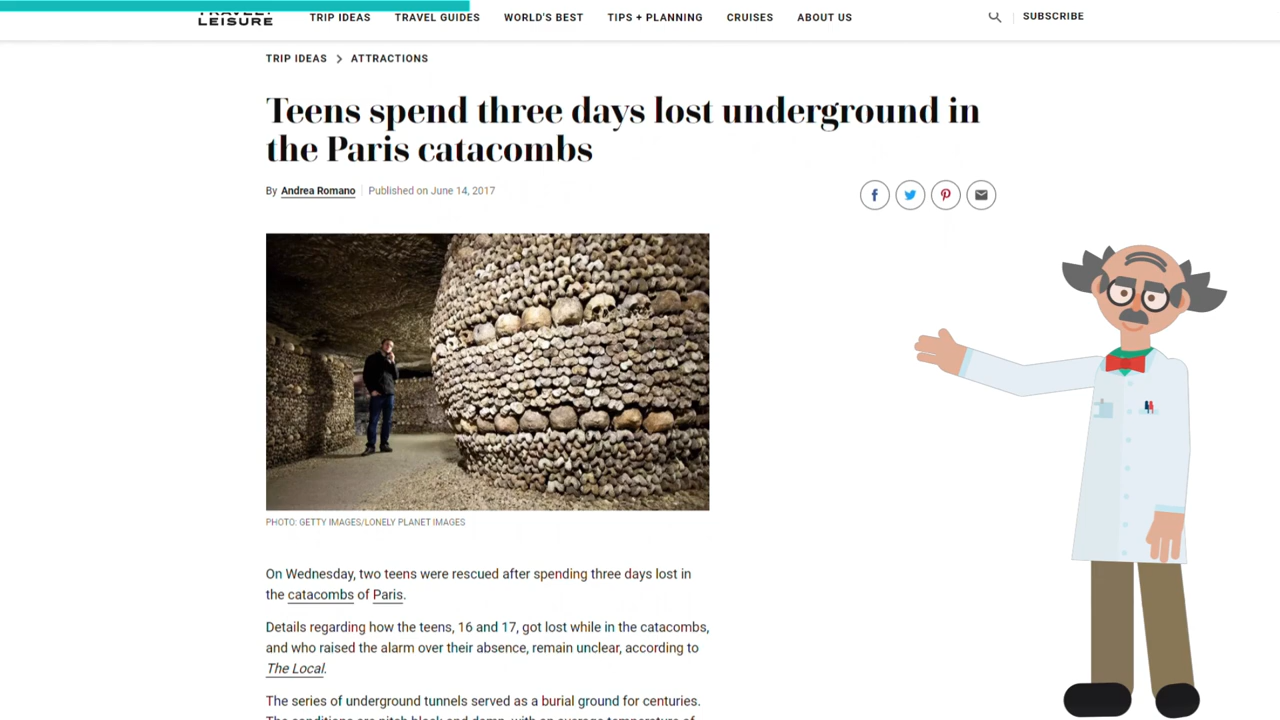 LEISURE
TRIP IDEAS TRAVEL GUIDES WORLD'S BEST TIPS + PLANNING CRUISES ABOUT US SUBSCRIBE
TRIP IDEAS > ATTRACTIONS
Teens spend three days lost underground in
the Paris catacombs
By Andrea Romano Published on June 14, 2017
PHOTO: GETTY IMAGES/LONELY PLANET IMAGES
On Wednesday, two teens were rescued after spending three days lost in
the catacombs of Paris.
Details regarding how the teens, 16 and 17, got lost while in the catacombs,
and who raised the alarm over their absence, remain unclear, according to
The Local.
The series of underground tunnels served as a burial ground for centuries.